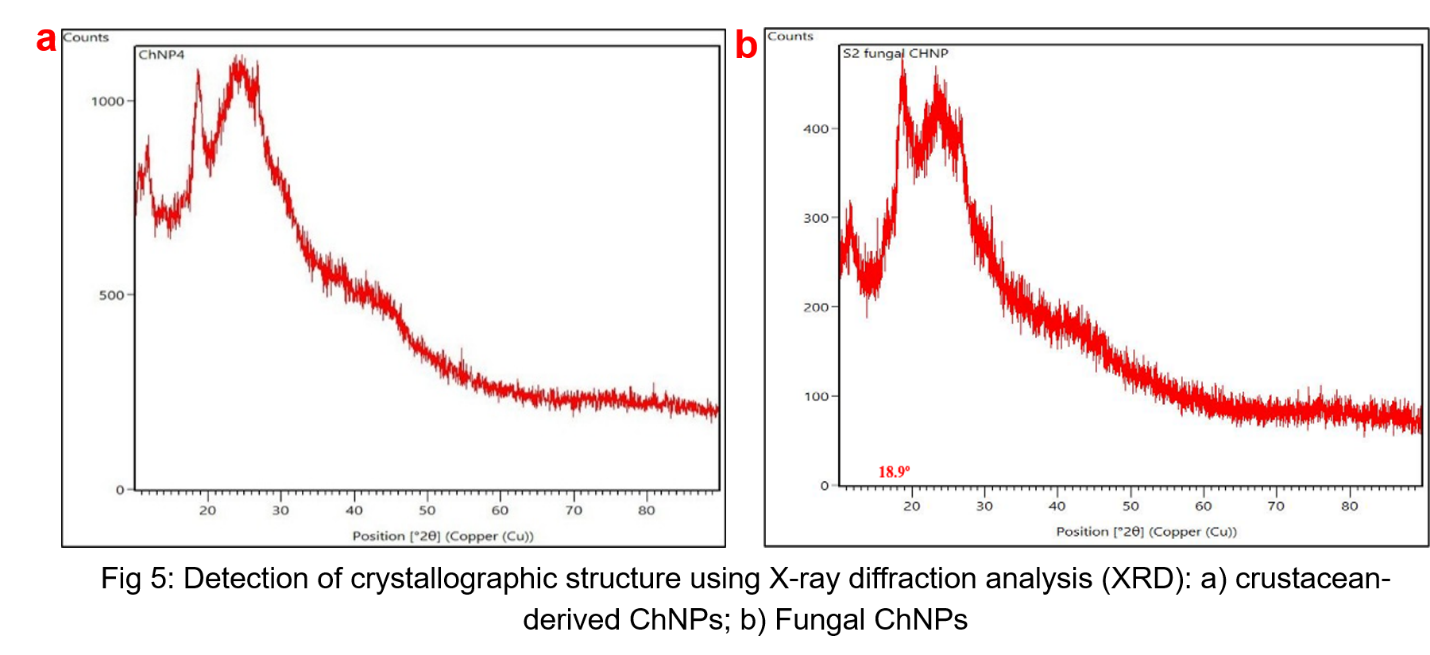 a
Counts
ChNP4
1000
500
0
20 30 40 50 60 70 80
Position [°2θ] (Copper (Cu))
b
Counts
S2 fungal CHNP
400
300
200
100
0
18.9°
20 30 40 50 60 70 80
Position [°2θ] (Copper (Cu))
Fig 5: Detection of crystallographic structure using X-ray diffraction analysis (XRD): a) crustacean-
derived ChNPs; b) Fungal ChNPs